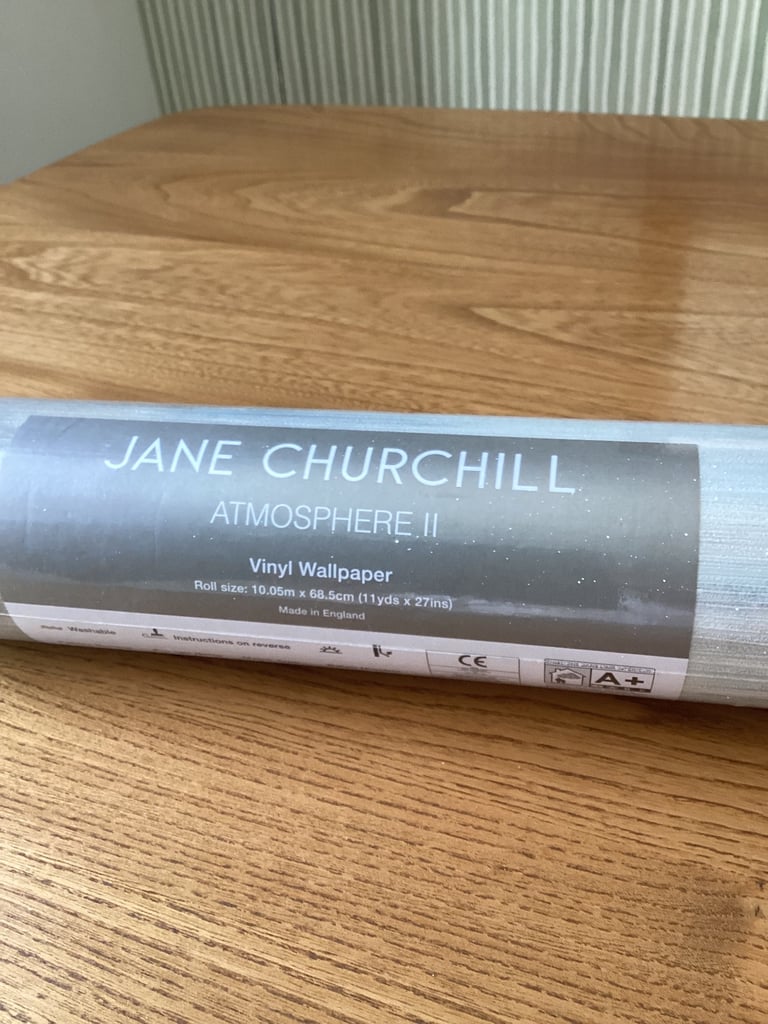 JANE CHURCHILL
ATMOSPHERE II
Vinyl Wallpaper
Roll size: 10.05m x 68.5cm (11yds x 27ins)
Made in England
Washable
Instructions on reverse
CE
A+